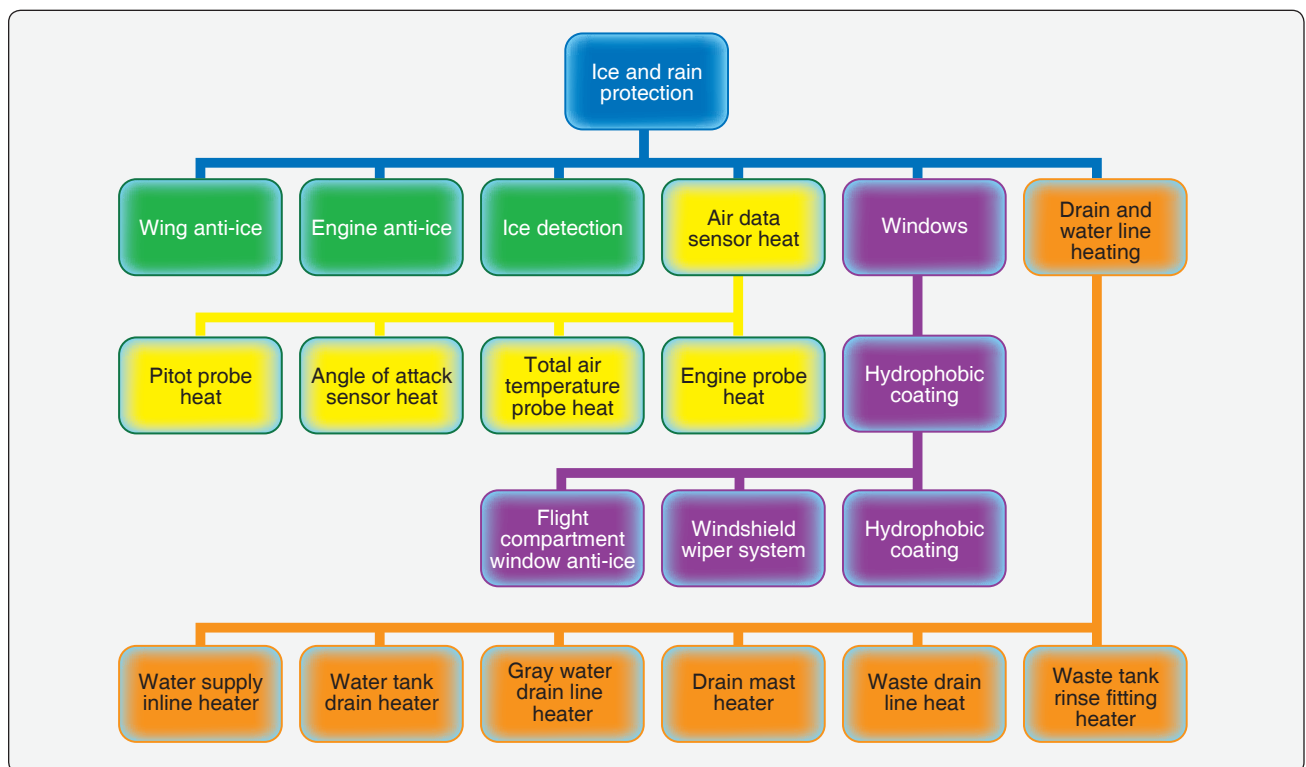 Ice and rain
protection
Wing anti-ice
Engine anti-ice
Ice detection
Air data
sensor heat
Windows
Drain and
water line
heating
Pitot probe
heat
Angle of attack
sensor heat
Total air
temperature
probe heat
Engine probe
heat
Hydrophobic
coating
Flight
compartment
window anti-ice
Windshield
wiper system
Hydrophobic
coating
Water supply
inline heater
Water tank
drain heater
Gray water
drain line
heater
Drain mast
heater
Waste drain
line heat
Waste tank
rinse fitting
heater